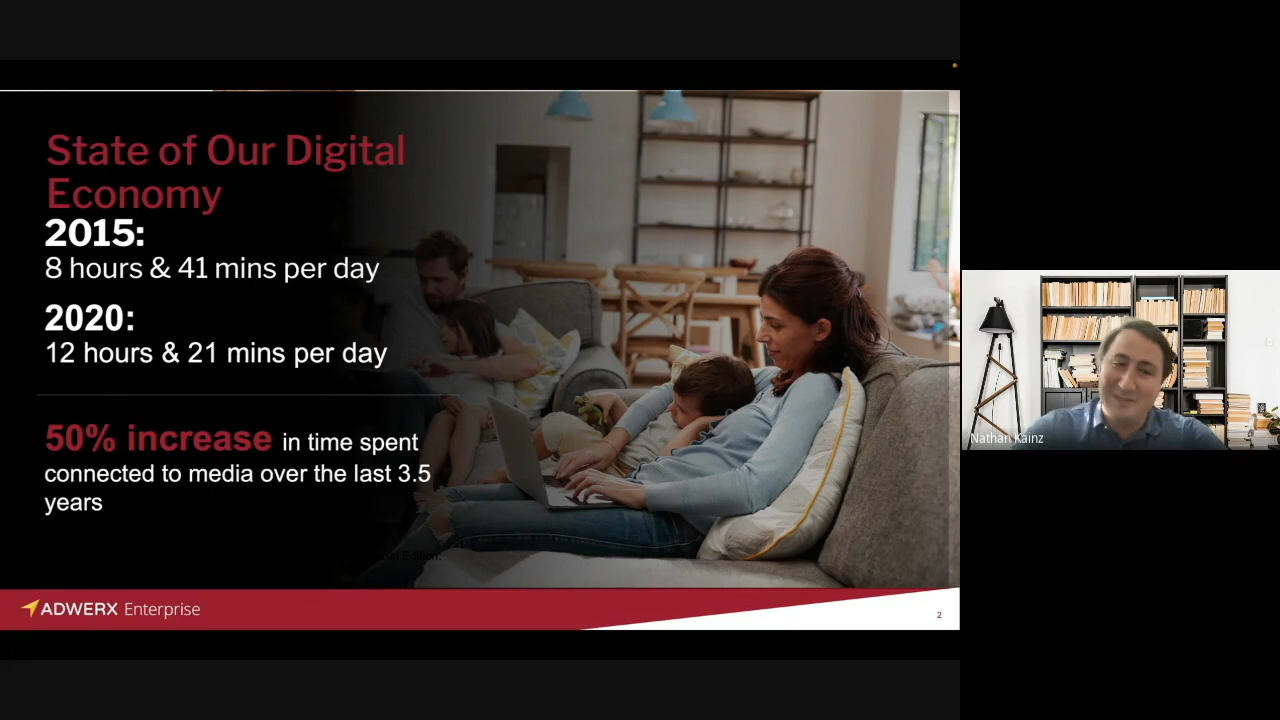 State of Our Digital
Economy
2015:
8 hours & 41 mins per day
2020:
12 hours & 21 mins per day
50% increase in time spent
connected to media over the last 3.5
years
Edition.
ADWERX Enterprise
2
Nathan Kainz